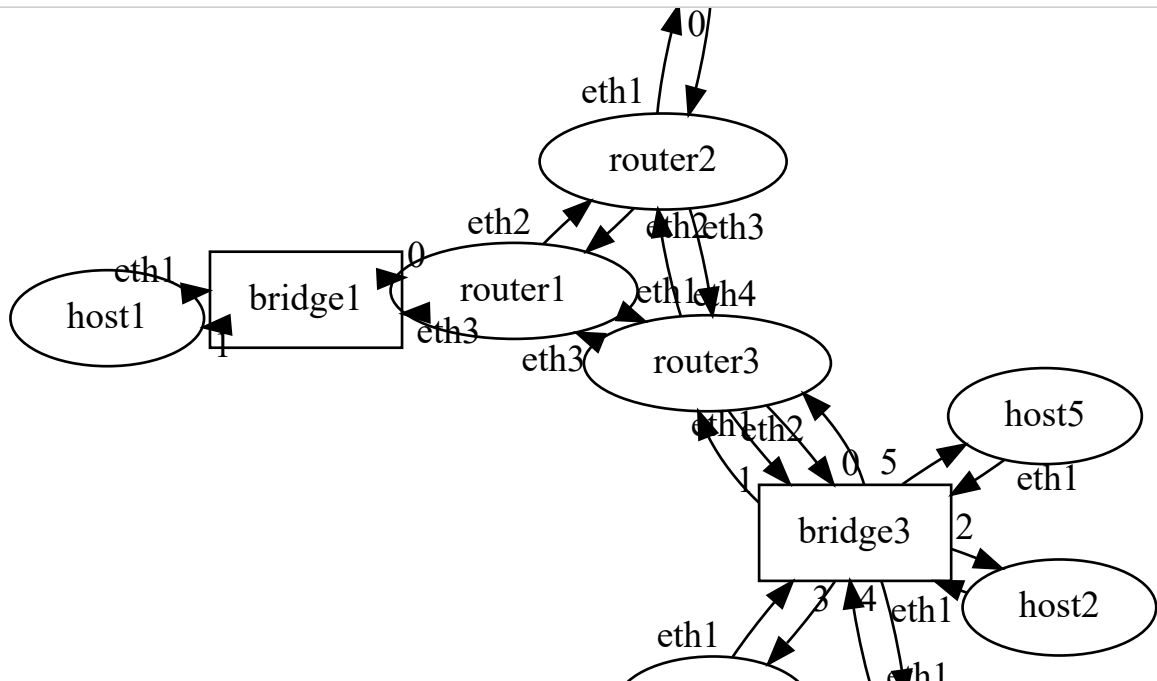 0
eth1
router2
eth2
eth2
eth3
0
eth1
bridge1
router1
eth1
eth4
host1
eth3
1
eth3
router3
host5
eth1
eth2
0
5
1
eth1
bridge3
2
3
4
eth1
host2
eth1
eth1